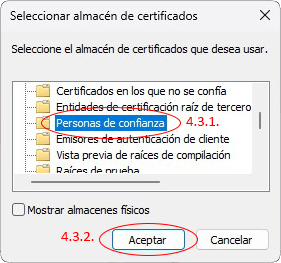 Seleccionar almacén de certificados
Seleccione el almacén de certificados que desea usar.
Certificados en los que no se confía
Entidades de certificación raíz de tercero
Personas de confianza 4.3.1.
Emisores de autenticación de cliente
Vista previa de raíces de compilación
Raíces de prueba
Mostrar almacenes físicos
4.3.2. Aceptar Cancelar